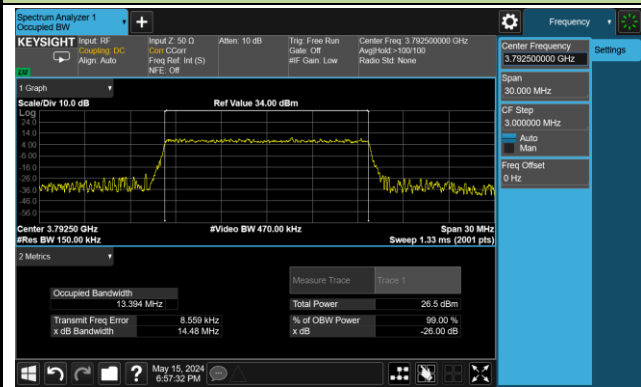 Spectrum Analyzer 1
Occupied BW
Frequency
KEYSIGHT
Input: RF
Coupling: DC
Align: Auto
Input Z: 50 Ω
Corr CCorr
Freq Ref: Int (S)
NFE: Off
Atten: 10 dB
Trig: Free Run
Gate: Off
#IF Gain: Low
Center Freq: 3.792500000 GHz
Avg|Hold:>100/100
Radio Std: None
Center Frequency
3.792500000 GHz
Settings
Span
30.000 MHz
CF Step
3.000000 MHz
Auto
Man
Freq Offset
0 Hz
1 Graph
Scale/Div 10.0 dB
Ref Value 34.00 dBm
Log
24.0
14.0
4.00
-6.00
-16.0
-26.0
-36.0
-46.0
-56.0
Center 3.79250 GHz
#Video BW 470.00 kHz
Span 30 MHz
#Res BW 150.00 kHz
Sweep 1.33 ms (2001 pts)
2 Metrics
Measure Trace
Trace 1
Occupied Bandwidth
13.394 MHz
Total Power
26.5 dBm
Transmit Freq Error
8.559 kHz
% of OBW Power
99.00 %
x dB Bandwidth
14.48 MHz
x dB
-26.00 dB
May 15, 2024
6:57:32 PM